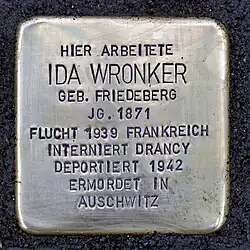 HIER ARBEITETE
IDA WRONKER
GEB. FRIEDEBERG
JG. 1871
FLUCHT 1939 FRANKREICH
INTERNIERT DRANCY
DEPORTIERT 1942
ERMORDET IN
AUSCHWITZ